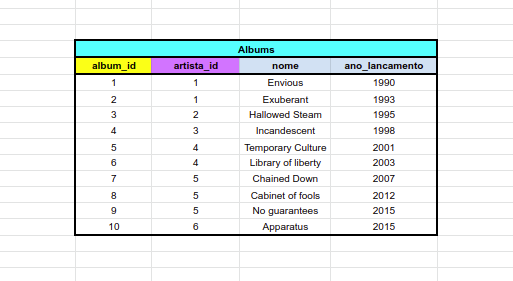 Albums
album_id artista_id nome ano_lancamento
1 1 Envious 1990
2 1 Exuberant 1993
3 2 Hallowed Steam 1995
4 3 Incandescent 1998
5 4 Temporary Culture 2001
6 4 Library of liberty 2003
7 5 Chained Down 2007
8 5 Cabinet of fools 2012
9 5 No guarantees 2015
10 6 Apparatus 2015